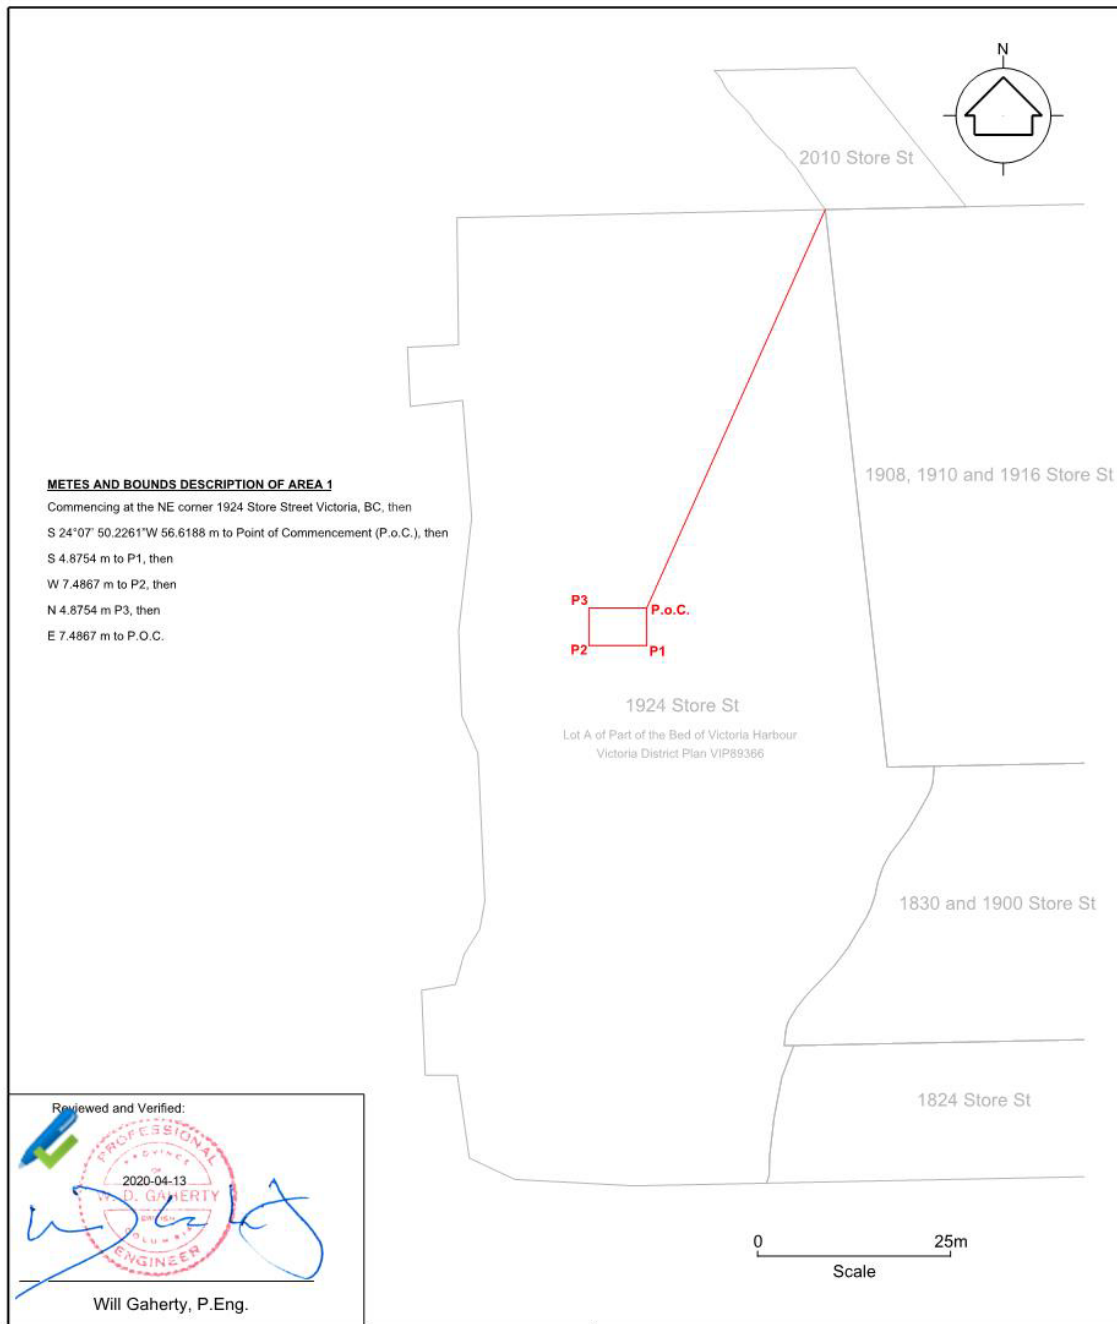 N
2010 Store St
1908, 1910 and 1916 Store St
METES AND BOUNDS DESCRIPTION OF AREA 1
Commencing at the NE corner 1924 Store Street Victoria, BC, then
S 24°07' 50.2261"W 56.6188 m to Point of Commencement (P.o.C.), then
S 4.8754 m to P1, then
W 7.4867 m to P2, then
N 4.8754 m P3, then
E 7.4867 m to P.O.C.
P3
P.o.C.
P2
P1
1924 Store St
Lot A of Part of the Bed of Victoria Harbour
Victoria District Plan VIP89366
1830 and 1900 Store St
1824 Store St
Reviewed and Verified:
PROFESSIONAL
PROVINCE
OF
2020-04-13
W. D. GAHERTY
BRITISH
COLUMBIA
ENGINEER
Will Gaherty, P.Eng.
0
25m
Scale